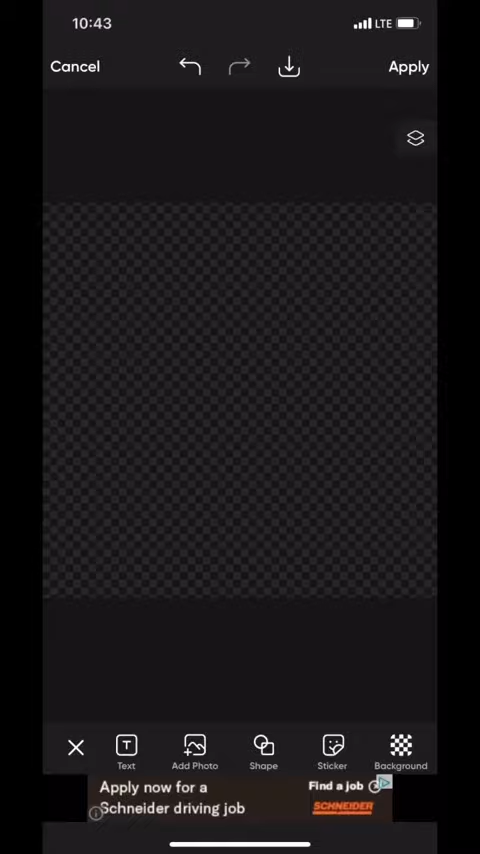 10:43
LTE
Cancel
Apply
Text
Add Photo
Shape
Sticker
Background
Apply now for a
Schneider driving job
Find a job
SCHNEIDER